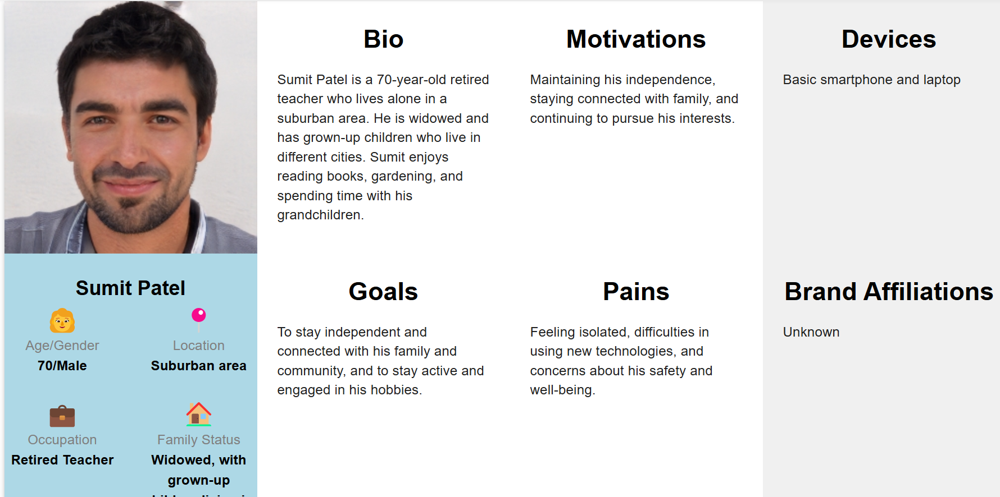 Sumit Patel
Age/Gender
70/Male
Location
Suburban area
Occupation
Retired Teacher
Family Status
Widowed, with
grown-up
Bio
Sumit Patel is a 70-year-old retired
teacher who lives alone in a
suburban area. He is widowed and
has grown-up children who live in
different cities. Sumit enjoys
reading books, gardening, and
spending time with his
grandchildren.
Motivations
Maintaining his independence,
staying connected with family, and
continuing to pursue his interests.
Devices
Basic smartphone and laptop
Goals
To stay independent and
connected with his family and
community, and to stay active and
engaged in his hobbies.
Pains
Feeling isolated, difficulties in
using new technologies, and
concerns about his safety and
well-being.
Brand Affiliations
Unknown